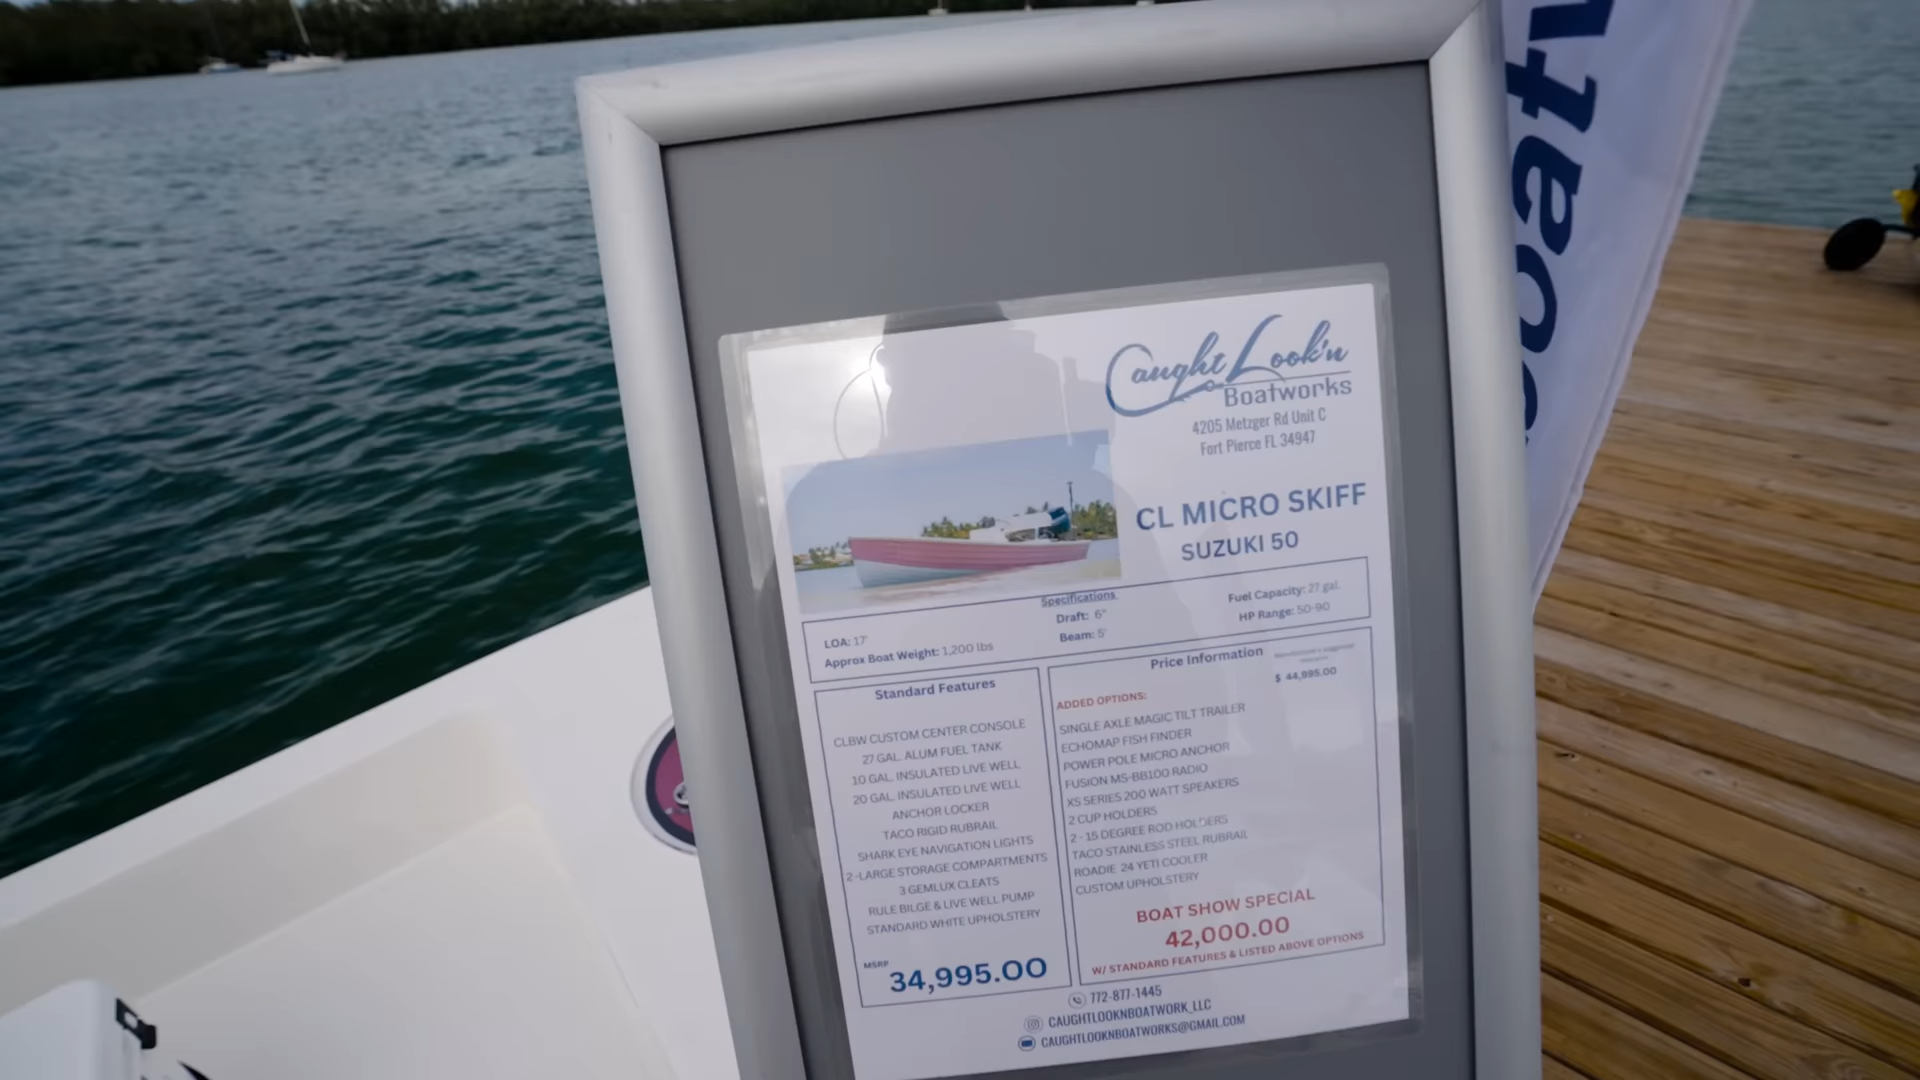 Caught Look'n
Boatworks
4205 Metzger Rd Unit C
Fort Pierce FL 34947
CL MICRO SKIFF
SUZUKI 50
Specifications
LOA: 17'
Approx Boat Weight: 1,200 lbs
Draft: 6"
Beam: 5'
Fuel Capacity: 27 gal.
HP Range: 50-90
Standard Features
CLBW CUSTOM CENTER CONSOLE
27 GAL. ALUM FUEL TANK
10 GAL. INSULATED LIVE WELL
20 GAL. INSULATED LIVE WELL
ANCHOR LOCKER
TACO RIGID RUBRAIL
SHARK EYE NAVIGATION LIGHTS
2-LARGE STORAGE COMPARTMENTS
3 GEMLUX CLEATS
RULE BILGE & LIVE WELL PUMP
STANDARD WHITE UPHOLSTERY
MSRP
34,995.00
Price Information
$ 44,995.00
ADDED OPTIONS:
SINGLE AXLE MAGIC TILT TRAILER
ECHOMAP FISH FINDER
POWER POLE MICRO ANCHOR
FUSION MS-BB100 RADIO
XS SERIES 200 WATT SPEAKERS
2 CUP HOLDERS
2 - 15 DEGREE ROD HOLDERS
TACO STAINLESS STEEL RUBRAIL
ROADIE 24 YETI COOLER
CUSTOM UPHOLSTERY
BOAT SHOW SPECIAL
42,000.00
W/ STANDARD FEATURES & LISTED ABOVE OPTIONS
772-877-1445
CAUGHTLOOKNBOATWORK_LLC
CAUGHTLOOKNBOATWORKS@GMAIL.COM